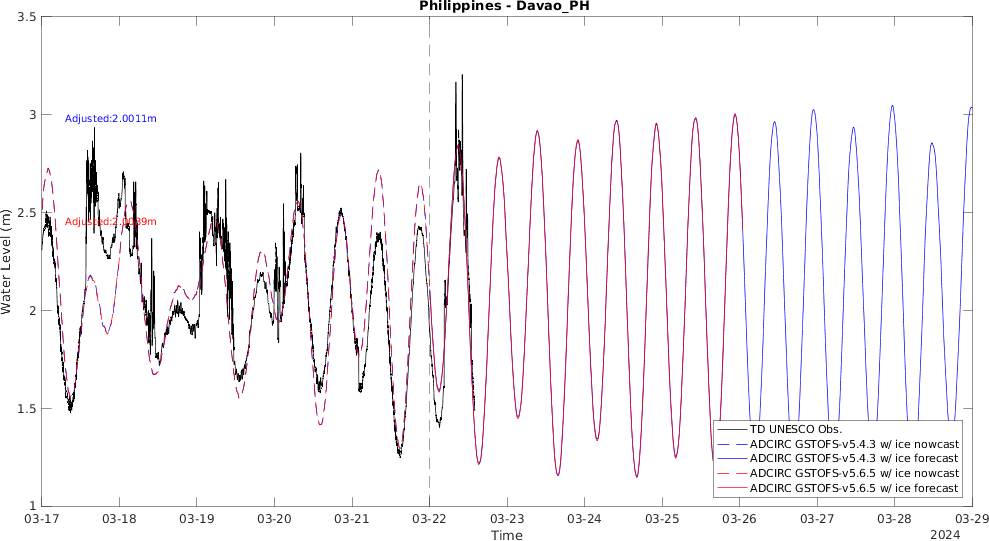 Philippines - Davao_PH
3.5
3
2.5
2
1.5
1
Water Level (m)
Adjusted:2.0011m
Adjusted:2.0039m
TD UNESCO Obs.
ADCIRC GSTOFS-v5.4.3 w/ ice nowcast
ADCIRC GSTOFS-v5.4.3 w/ ice forecast
ADCIRC GSTOFS-v5.6.5 w/ ice nowcast
ADCIRC GSTOFS-v5.6.5 w/ ice forecast
03-17 03-18 03-19 03-20 03-21 03-22 03-23 03-24 03-25 03-26 03-27 03-28 03-29
Time
2024